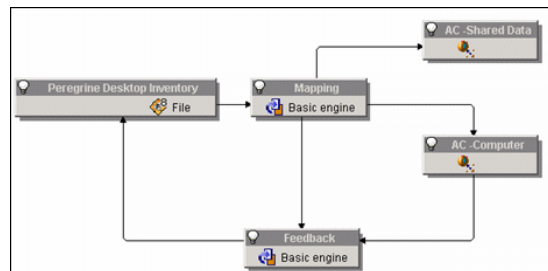 AC -Shared Data
Peregrine Desktop Inventory
File
Mapping
Basic engine
AC -Computer
Feedback
Basic engine